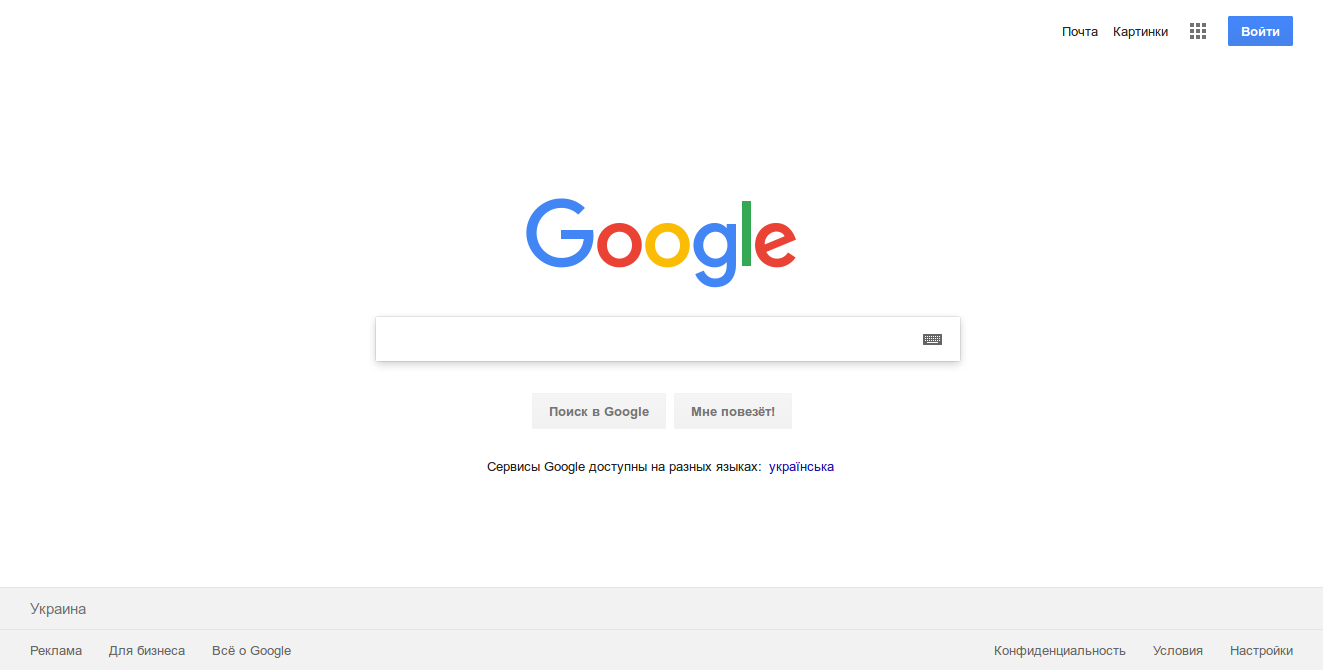 Почта Картинки Войти
Google
Поиск в Google Мне повезёт!
Сервисы Google доступны на разных языках: українська
Украина
Реклама Для бизнеса Всё о Google Конфиденциальность Условия Настройки